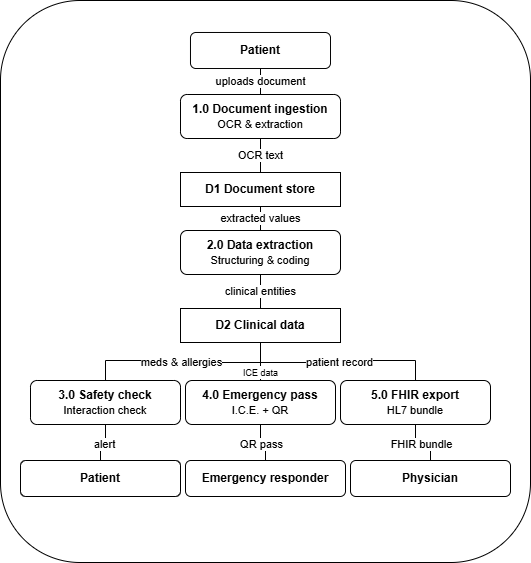 Patient
uploads document
1.0 Document ingestion
OCR & extraction
OCR text
D1 Document store
extracted values
2.0 Data extraction
Structuring & coding
clinical entities
D2 Clinical data
meds & allergies
patient record
ICE data
3.0 Safety check
Interaction check
4.0 Emergency pass
I.C.E. + QR
5.0 FHIR export
HL7 bundle
alert
QR pass
FHIR bundle
Patient
Emergency responder
Physician